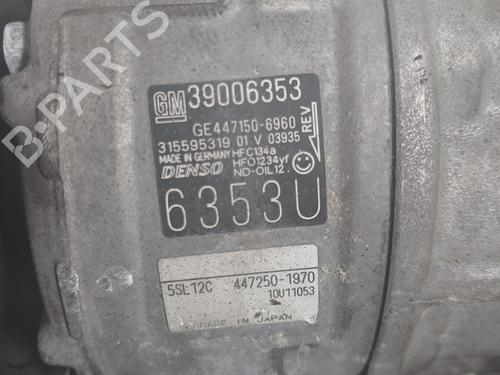 B-PARTS
GM 39006353
GE447150-6960
315595319 01 V 03935
MADE IN GERMANY HFC134a
DENSO HFO1234yf
ND-OIL12
REV
6353U
5SL12C 447250-1970
10U11053
MADE IN JAPAN